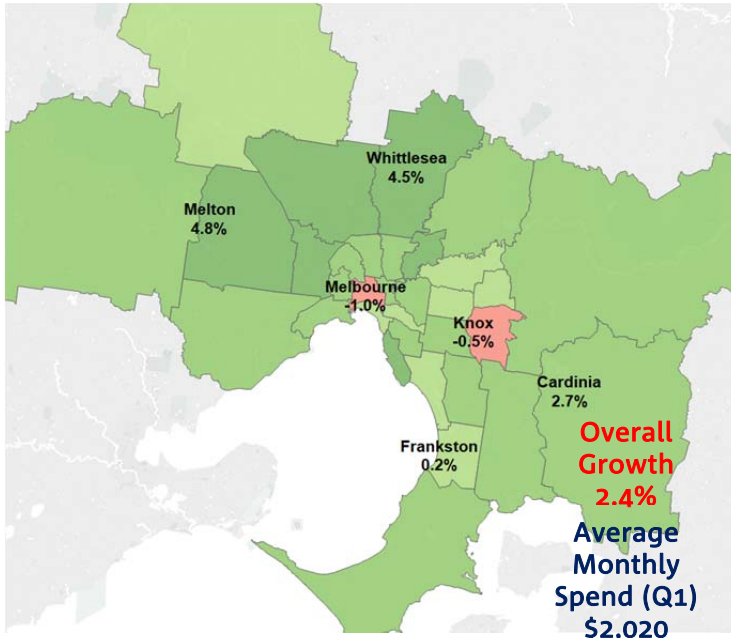 Whittlesea
4.5%
Melton
4.8%
Melbourne
-1.0%
Knox
-0.5%
Cardinia
2.7%
Overall
Growth
2.4%
Frankston
0.2%
Average
Monthly
Spend (Q1)
$2,020